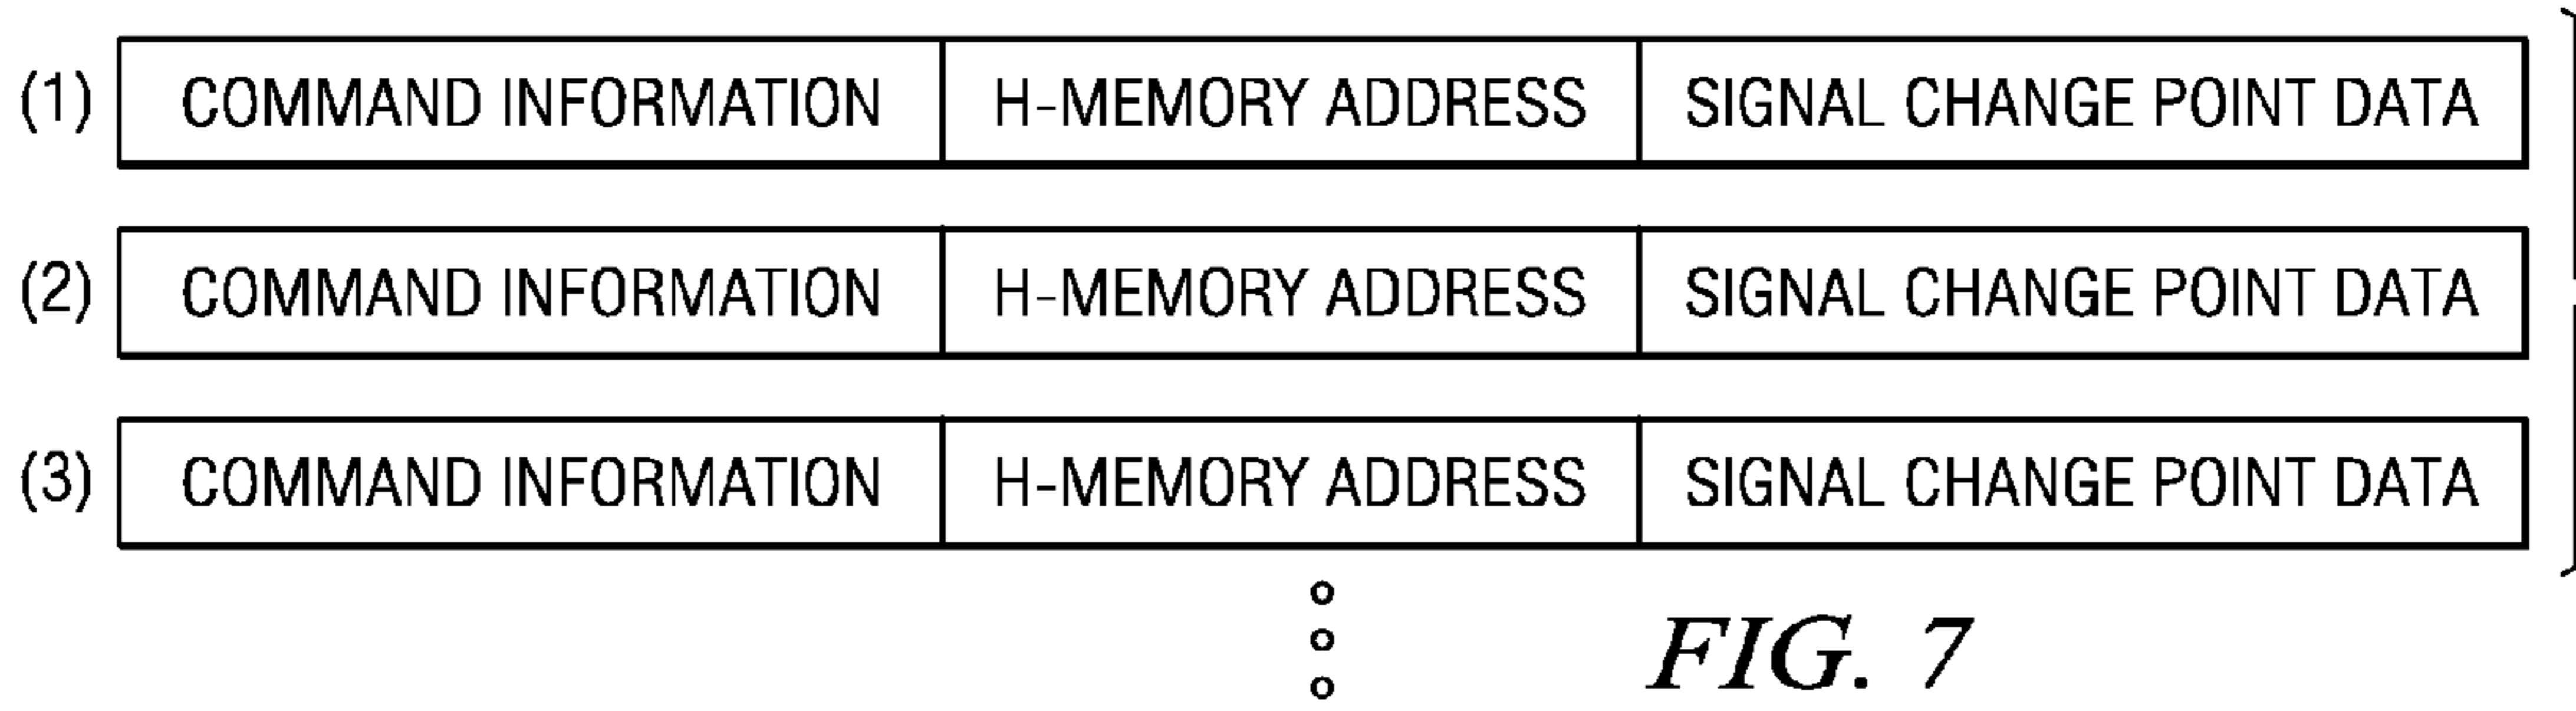 (1) COMMAND INFORMATION H-MEMORY ADDRESS SIGNAL CHANGE POINT DATA
(2) COMMAND INFORMATION H-MEMORY ADDRESS SIGNAL CHANGE POINT DATA
(3) COMMAND INFORMATION H-MEMORY ADDRESS SIGNAL CHANGE POINT DATA
FIG. 7